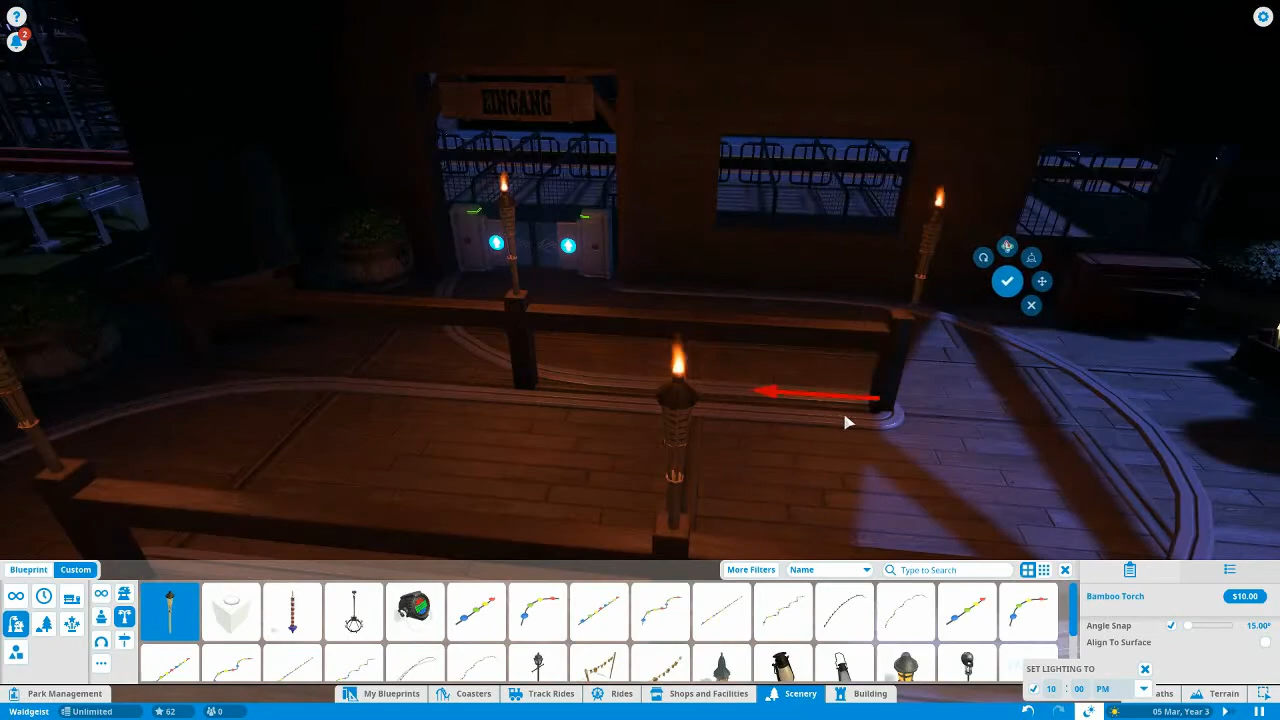 ?
2
EINGANG
Blueprint Custom
More Filters Name Type to Search
Bamboo Torch $10.00
Angle Snap 15.00°
Align To Surface
SET LIGHTING TO
10 : 00 PM
Park Management My Blueprints Coasters Track Rides Rides Shops and Facilities Scenery Building aths Terrain
Waldgeist Unlimited 62 0 05 Mar, Year 3